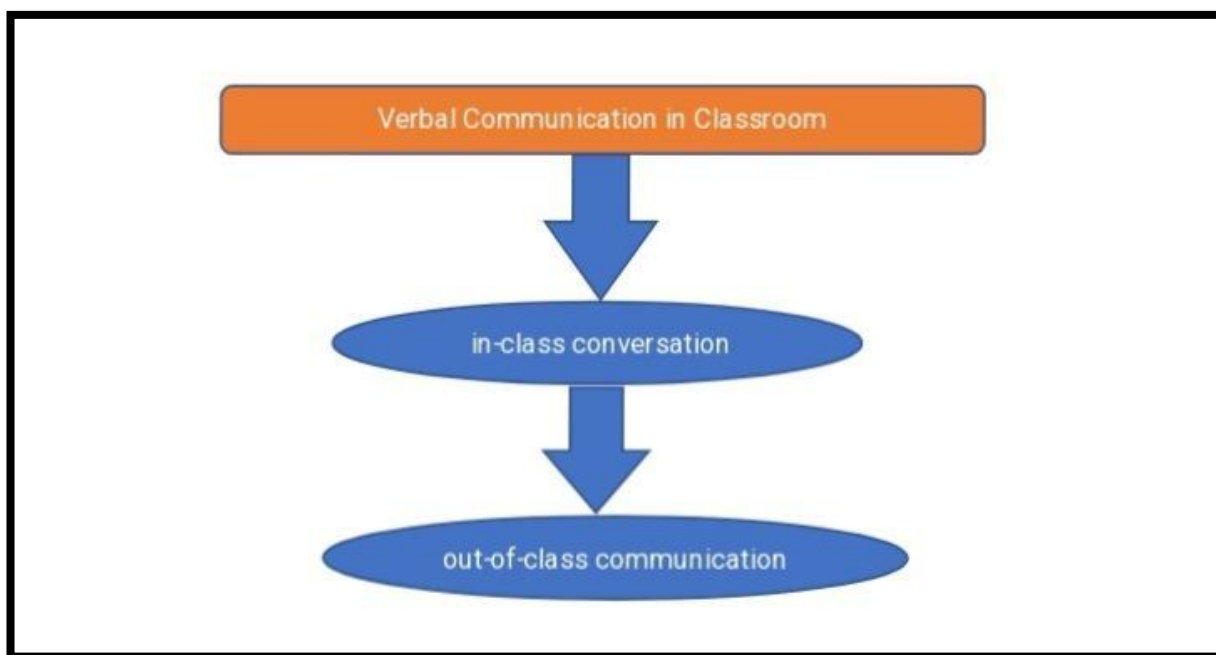 Verbal Communication in Classroom
in-class conversation
out-of-class communication